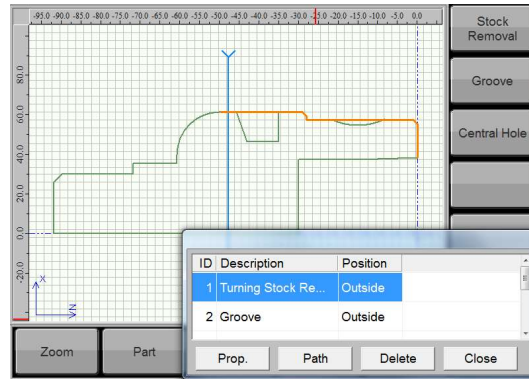 -95.0 -90.0 -85.0 -80.0 -75.0 -70.0 -65.0 -60.0 -55.0 -50.0 -45.0 -40.0 -35.0 -30.0 -25.0 -20.0 -15.0 -10.0 -5.0 0.0
Stock
Removal
80.0
Groove
60.0
Central Hole
40.0
20.0
0.0
ID Description Position
-20.0
X
1 Turning Stock Re... Outside
Z
2 Groove Outside
Zoom
Part
Prop.
Path
Delete
Close